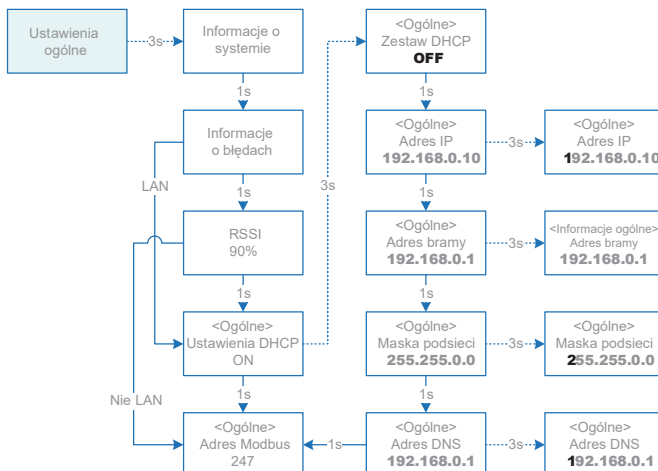 Ustawienia
ogólne
3s
Informacje o
systemie
<Ogólne>
Zestaw DHCP
OFF
1s
1s
Informacje
o błędach
<Ogólne>
Adres IP
192.168.0.10
3s
<Ogólne>
Adres IP
192.168.0.10
LAN
3s
1s
1s
RSSI
90%
<Ogólne>
Adres bramy
192.168.0.1
3s
<Informacje ogólne>
Adres bramy
192.168.0.1
1s
1s
<Ogólne>
Ustawienia DHCP
ON
<Ogólne>
Maska podsieci
255.255.0.0
3s
<Ogólne>
Maska podsieci
255.255.0.0
Nie LAN
1s
1s
<Ogólne>
Adres Modbus
247
1s
<Ogólne>
Adres DNS
192.168.0.1
3s
<Ogólne>
Adres DNS
192.168.0.1